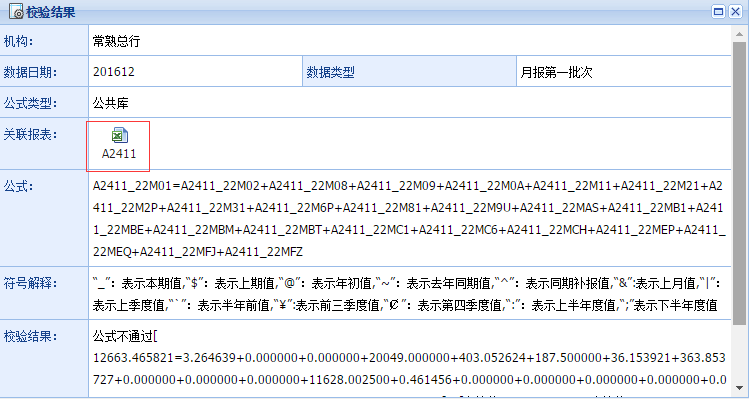 校验结果
机构： 常熟总行
数据日期： 201612 数据类型 月报第一批次
公式类型： 公共库
关联报表： A2411
公式： A2411_22M01=A2411_22M02+A2411_22M08+A2411_22M09+A2411_22M0A+A2411_22M11+A2411_22M21+A2
411_22M2P+A2411_22M31+A2411_22M6P+A2411_22M81+A2411_22M9U+A2411_22MAS+A2411_22MB1+A241
1_22MBE+A2411_22MBM+A2411_22MBT+A2411_22MC1+A2411_22MC6+A2411_22MCH+A2411_22MEP+A2411_
22MEQ+A2411_22MFJ+A2411_22MFZ
符号解释： “_”：表示本期值,“$”：表示上期值,“@”：表示年初值,“~”：表示去年同期值,“^”：表示同期补报值,“&”:表示上月值,“|”：
表示上季度值,“`”：表示半年前值,“¥”:表示前三季度值,“₡”：表示第四季度值,“:”：表示上半年度值,“;”表示下半年度值
校验结果： 公式不通过[
12663.465821=3.264639+0.000000+0.000000+20049.000000+403.052624+187.500000+36.153921+363.853
727+0.000000+0.000000+0.000000+11628.002500+0.461456+0.000000+0.000000+0.000000+0.000000+0.0